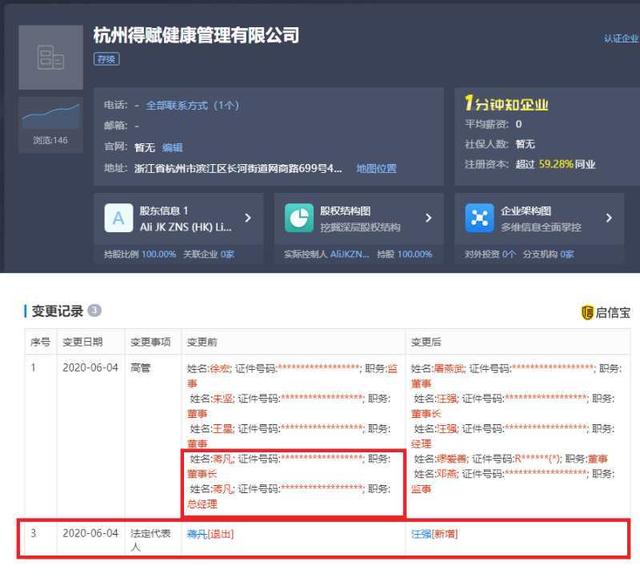 杭州得赋健康管理有限公司
认证企业
存续
电话: - 全部联系方式（1个）
邮箱: -
官网: 暂无 编辑
地址: 浙江省杭州市滨江区长河街道网商路699号4... 地图位置
浏览:146
1分钟知企业
平均薪资: 0
社保人数: 暂无
注册资本: 超过 59.28% 同业
A
股东信息 1
Ali JK ZNS (HK) Li...
持股比例 100.00% 关联企业 0家
股权结构图
挖掘深层股权结构
实际控制人 AliJKZN... 持股 100.00%
企业架构图
多维信息全面掌控
对外投资 0个 分支机构 0家
变更记录 3
启信宝
序号 变更日期 变更事项 变更前 变更后
1 2020-06-04 高管
姓名:徐宏; 证件号码:******************; 职务:监
事
姓名:朱坚; 证件号码:******************; 职务:
董事
姓名:王星; 证件号码:******************; 职务:
董事
姓名:蒋凡; 证件号码:******************; 职务:
董事长
姓名:蒋凡; 证件号码:******************; 职务:
总经理
姓名:屠燕武; 证件号码:******************; 职务:
董事
姓名:汪强; 证件号码:******************; 职务:
董事长
姓名:汪强; 证件号码:******************; 职务:
经理
姓名:缪爱善; 证件号码:R******(*); 职务:董事
姓名:邓燕; 证件号码:******************; 职务:
监事
3 2020-06-04 法定代表
人
蒋凡[退出] 汪强[新增]